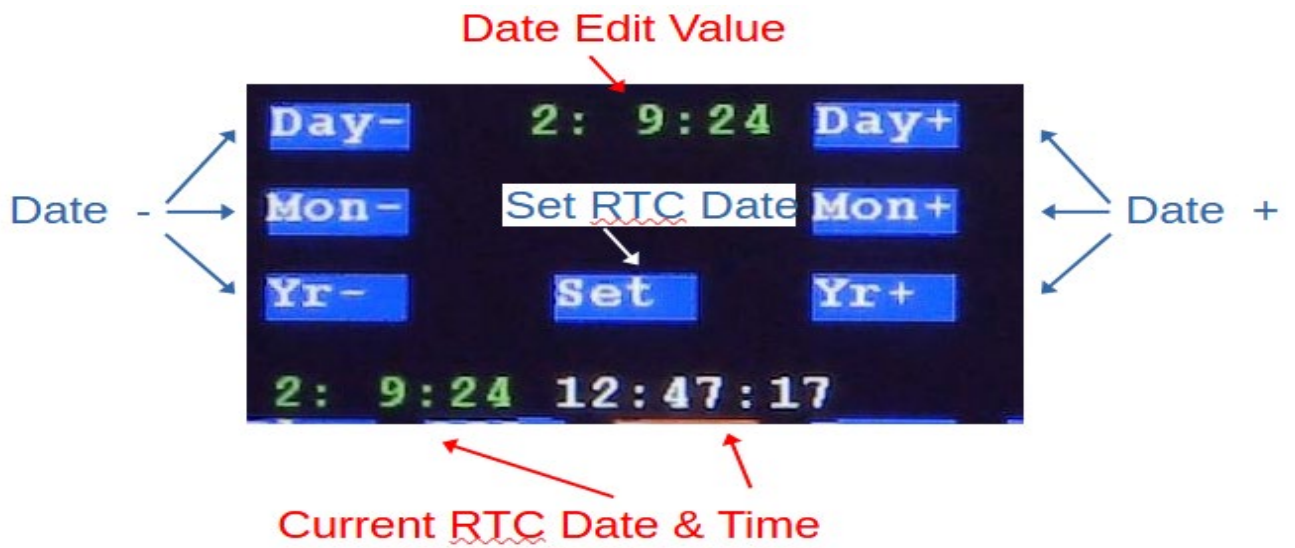 Date Edit Value
Day- 2: 9:24 Day+
Date - Mon- Set RTC Date Mon+ Date +
Yr- Set Yr+
2: 9:24 12:47:17
Current RTC Date & Time